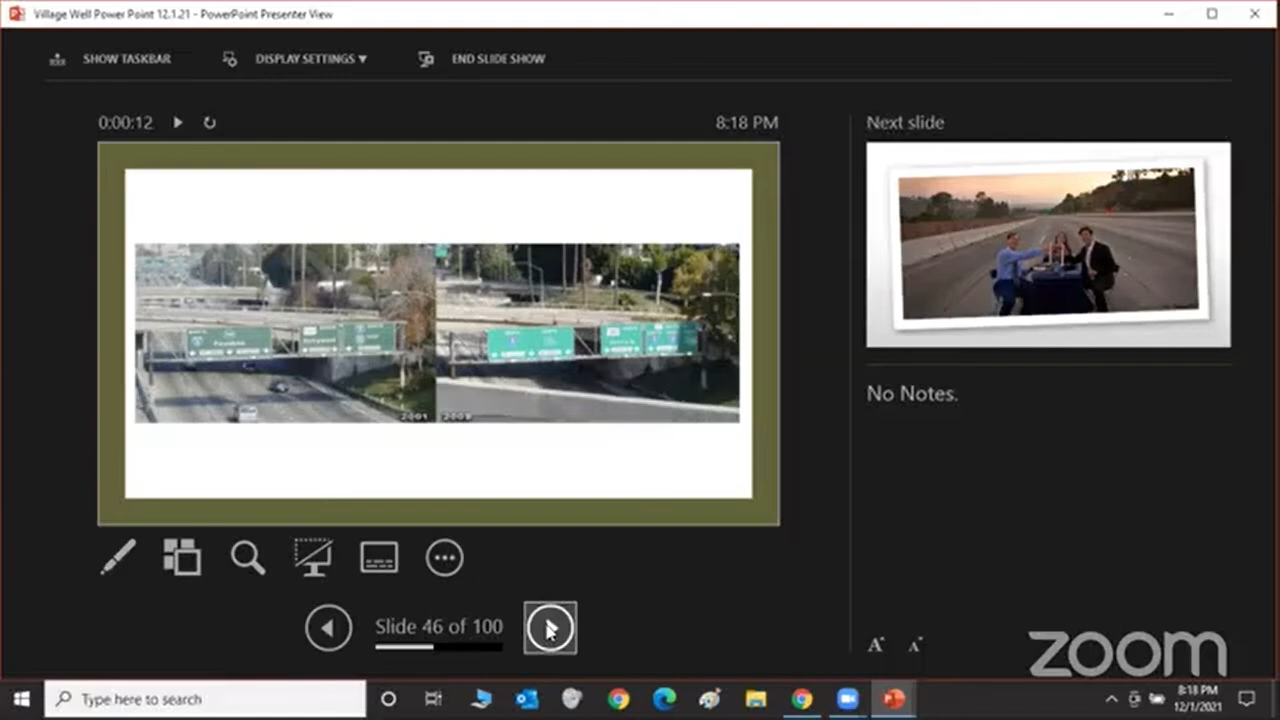 Village Well Power Point 12.1.21 - PowerPoint Presenter View
SHOW TASKBAR
DISPLAY SETTINGS ▼
END SLIDE SHOW
0:00:12
8:18 PM
Next slide
Pasadena
Hollywood
2001
2009
No Notes.
Slide 46 of 100
A A
zoom
Type here to search
8:18 PM
12/1/2021